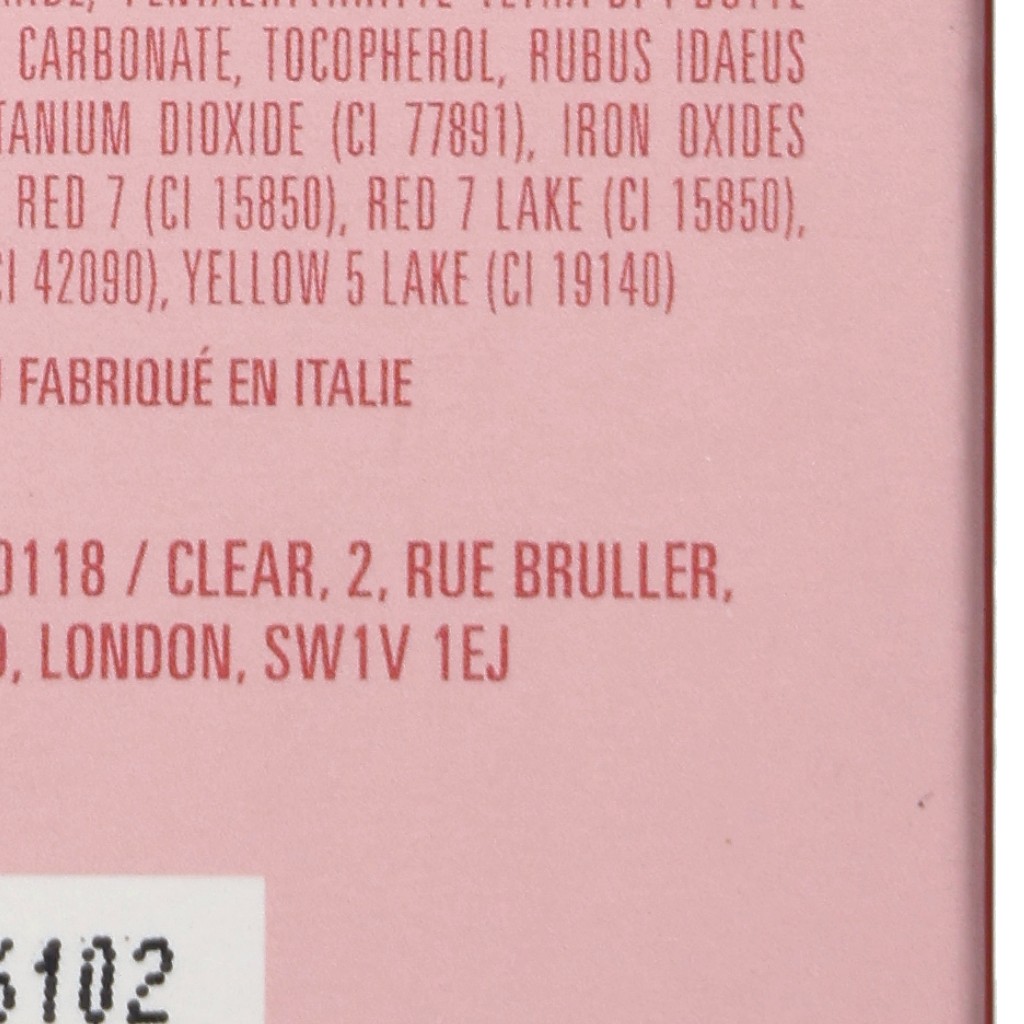 CARBONATE, TOCOPHEROL, RUBUS IDAEUS
TANIUM DIOXIDE (CI 77891), IRON OXIDES
RED 7 (CI 15850), RED 7 LAKE (CI 15850),
CI 42090), YELLOW 5 LAKE (CI 19140)
FABRIQUÉ EN ITALIE
0118 / CLEAR, 2, RUE BRULLER,
LONDON, SW1V 1EJ
6102